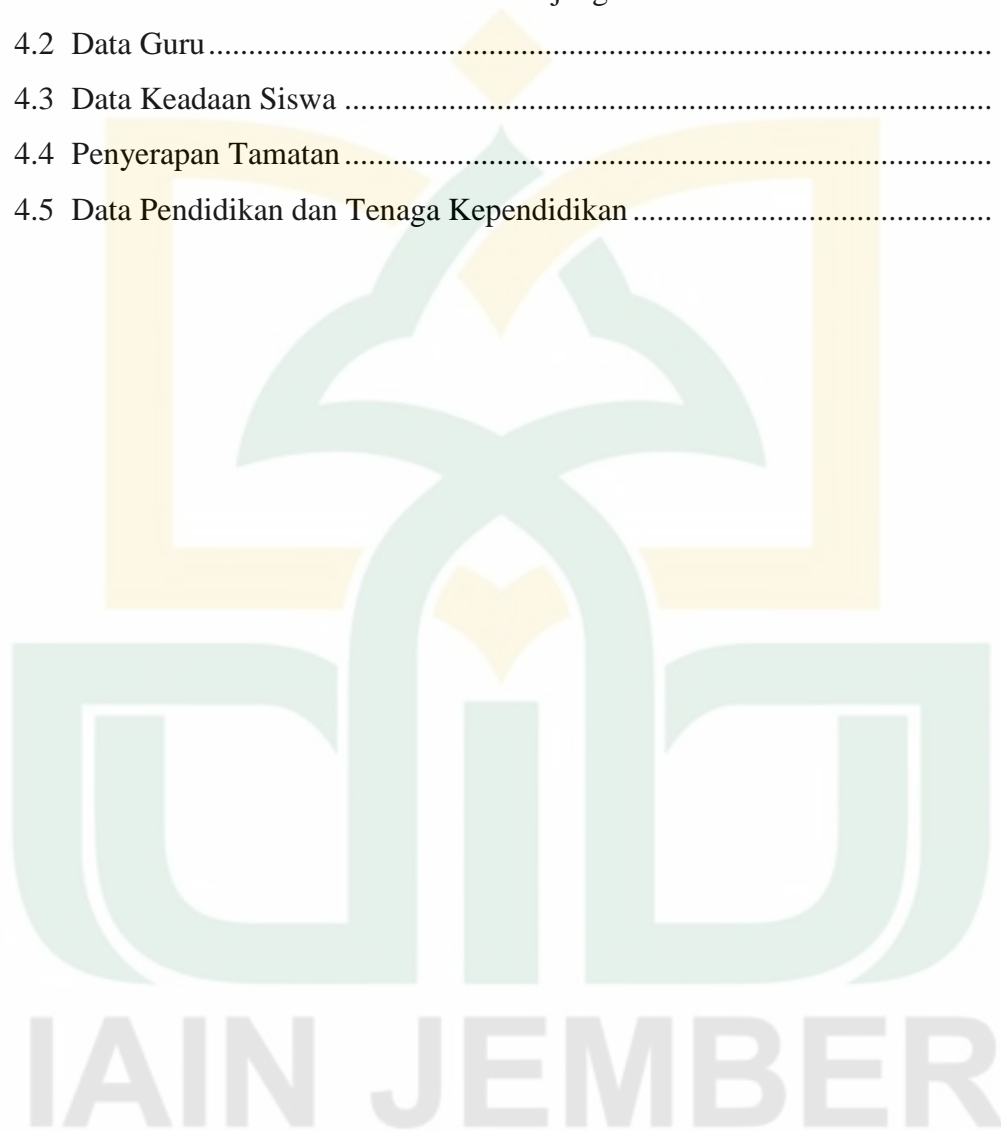 4.2 Data Guru........................................................................................................
4.3 Data Keadaan Siswa ......................................................................................
4.4 Penyerapan Tamatan.......................................................................................
4.5 Data Pendidikan dan Tenaga Kependidikan................................................
IAIN JEMBER